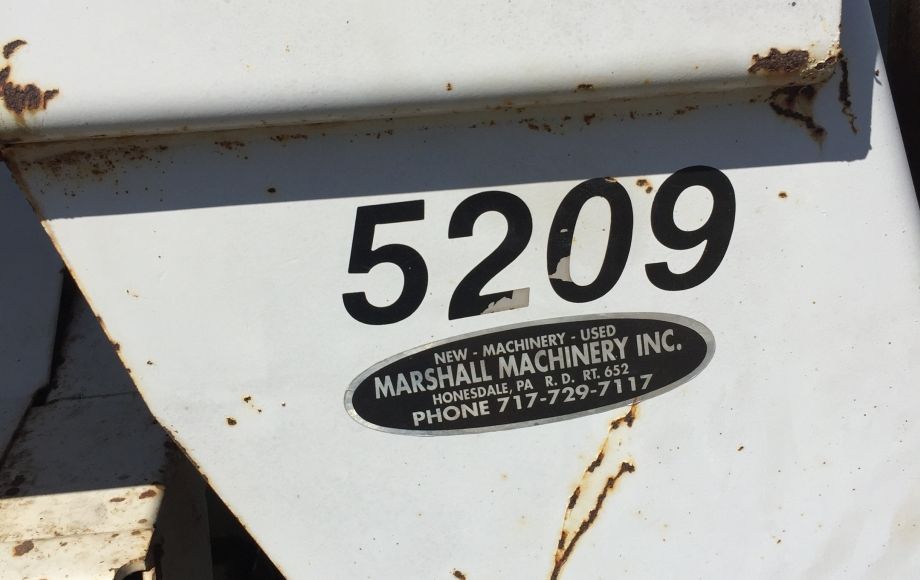 5209
NEW - MACHINERY - USED
MARSHALL MACHINERY INC.
HONESDALE, PA R. D. RT. 652
PHONE 717-729-7117